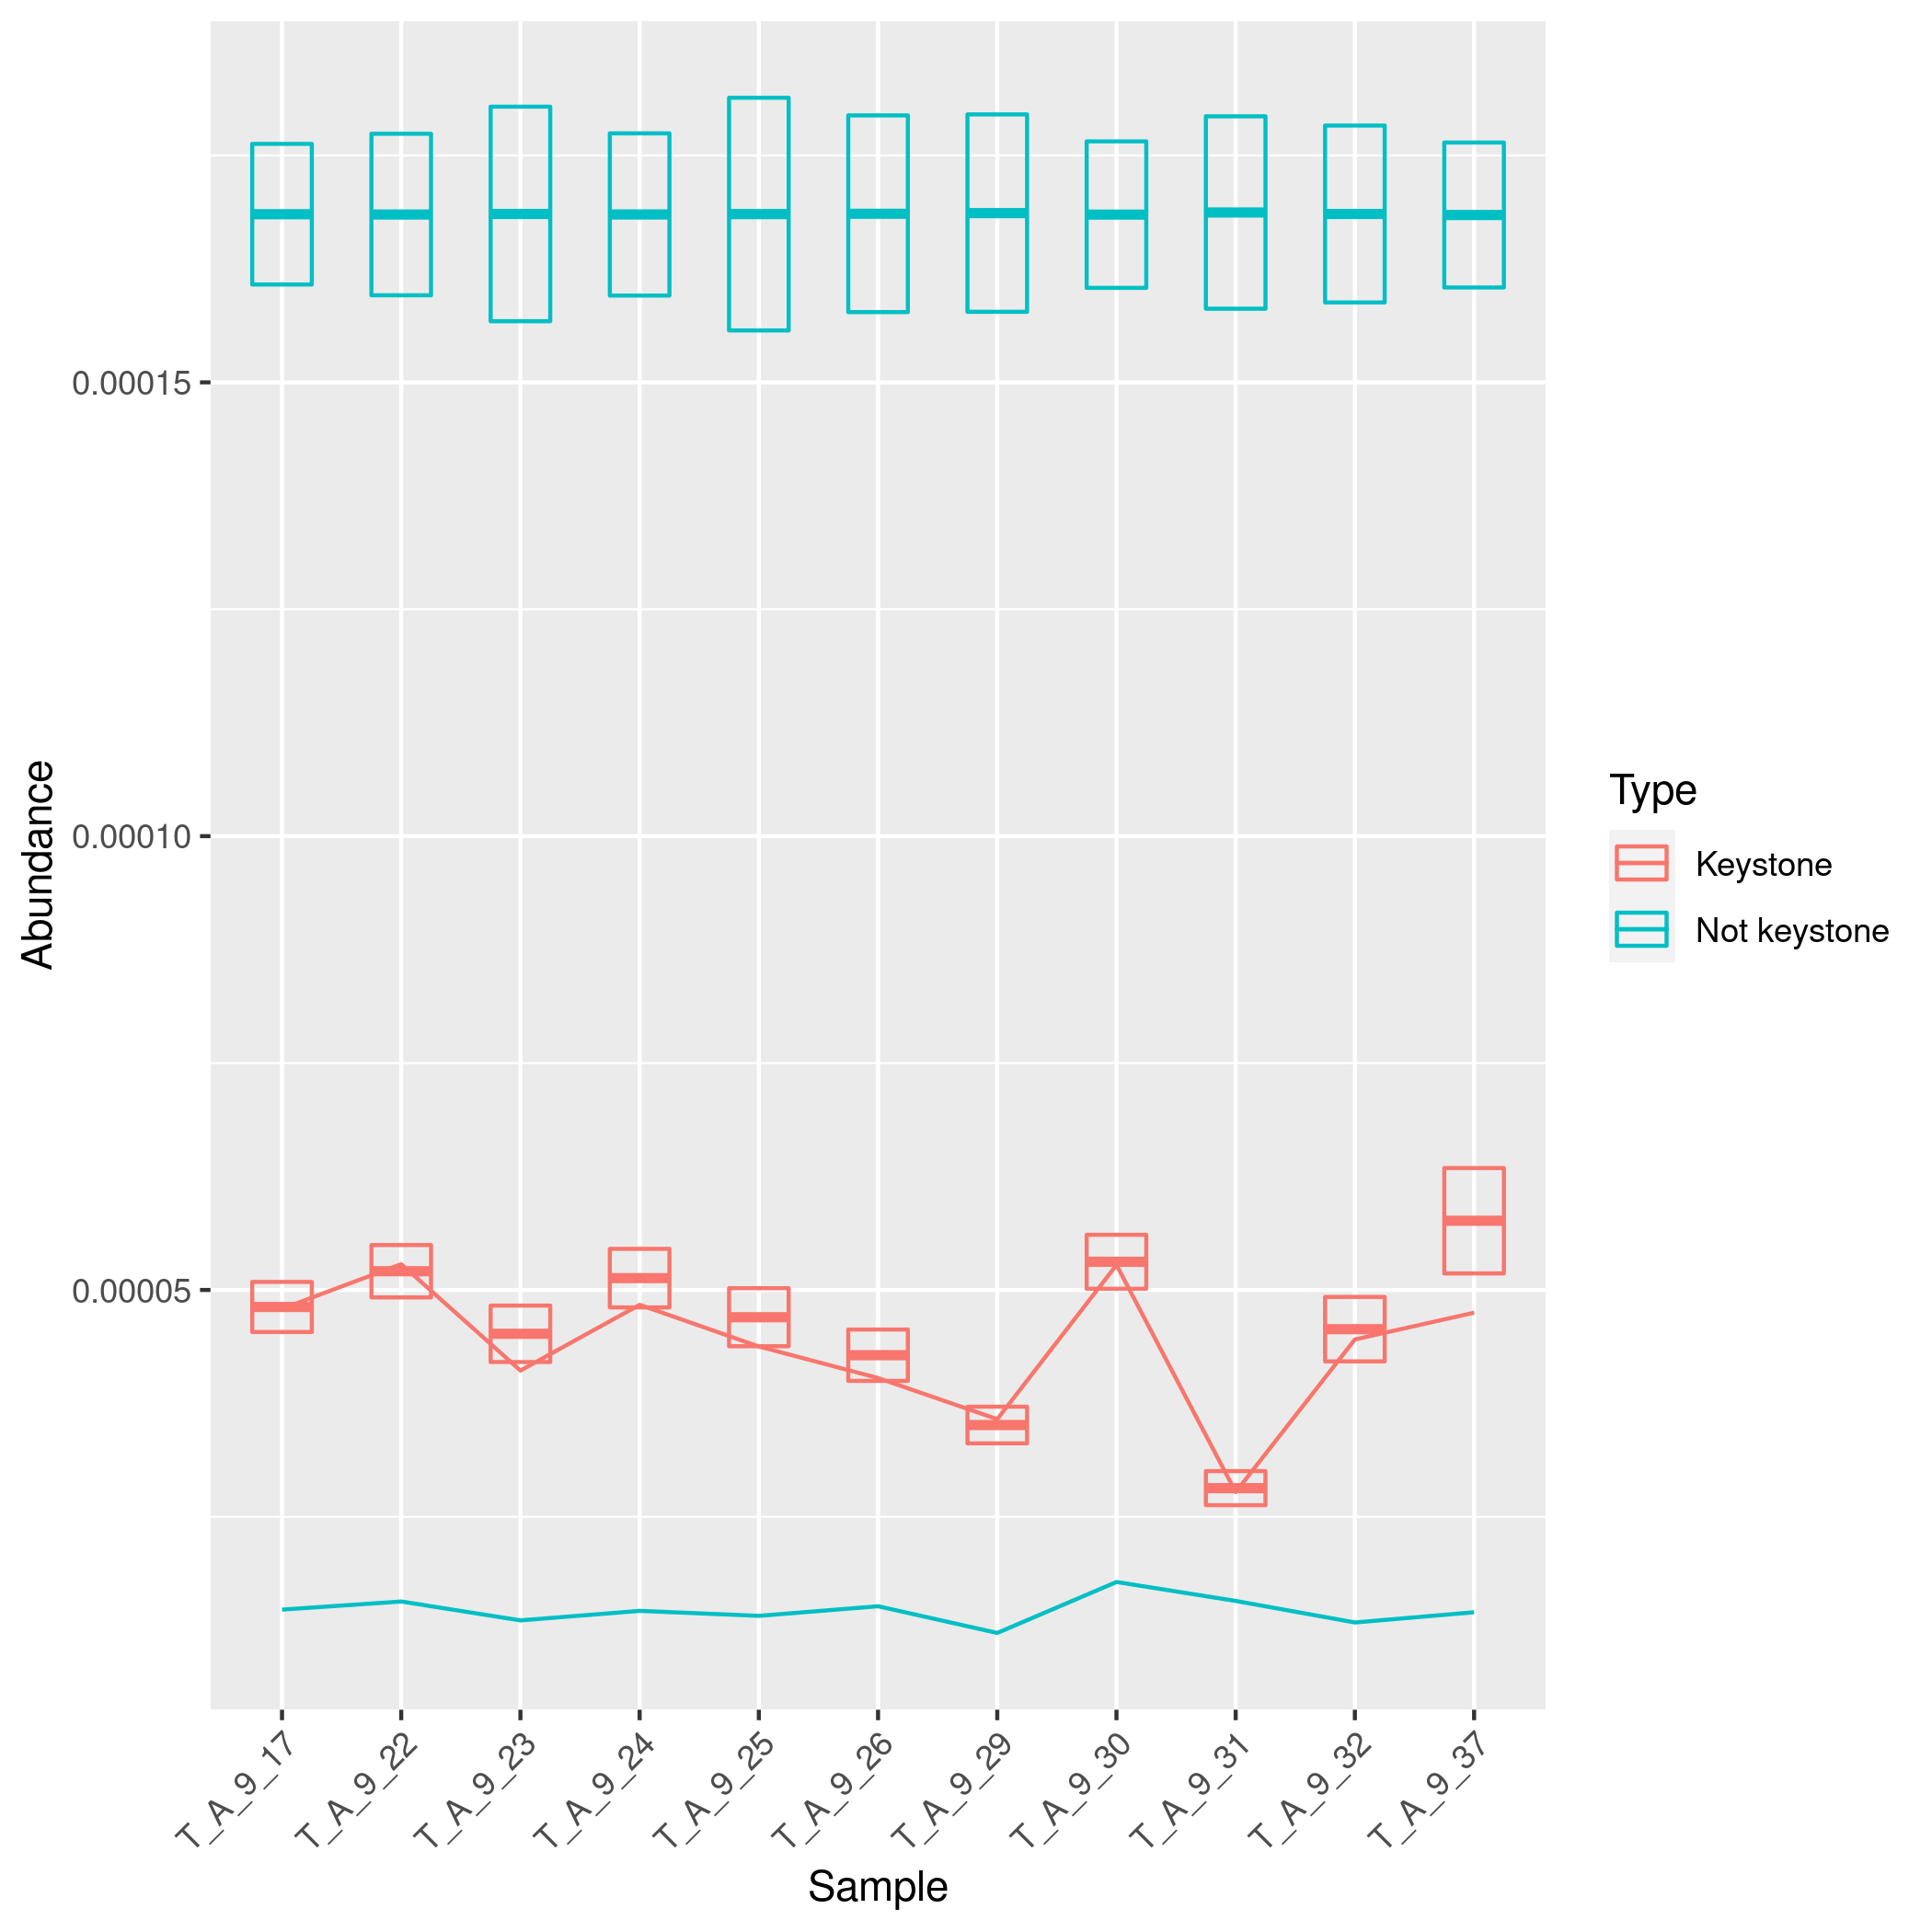 0.00015
0.00010
0.00005
Abundance
T_A_9_17
T_A_9_22
T_A_9_23
T_A_9_24
T_A_9_25
T_A_9_26
T_A_9_29
T_A_9_30
T_A_9_31
T_A_9_32
T_A_9_37
Sample
Type
Keystone
Not keystone